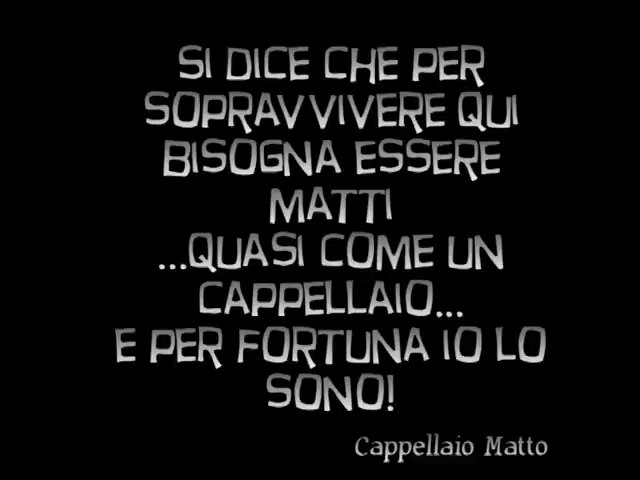 SI DICE CHE PER
SOPRAVVIVERE QUI
BISOGNA ESSERE
MATTI
...QUASI COME UN
CAPPELLAIO...
E PER FORTUNA IO LO
SONO!
Cappellaio Matto